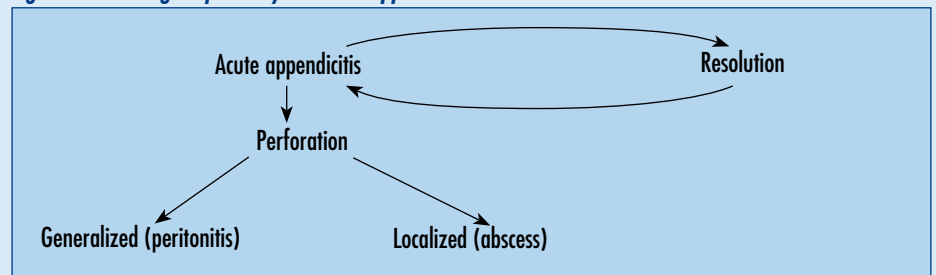 Acute appendicitis
Resolution
Perforation
Generalized (peritonitis)
Localized (abscess)